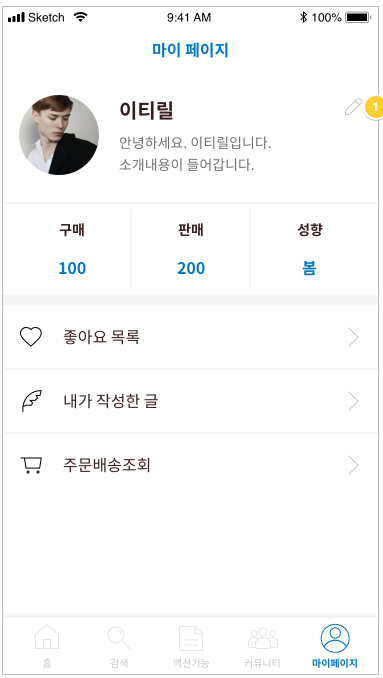 Sketch 9:41 AM 100%
마이 페이지
이티릴
1
안녕하세요. 이티릴입니다.
소개내용이 들어갑니다.
구매 판매 성향
100 200 봄
좋아요 목록
내가 작성한 글
주문배송조회
홈 검색 액션기능 커뮤니티 마이페이지